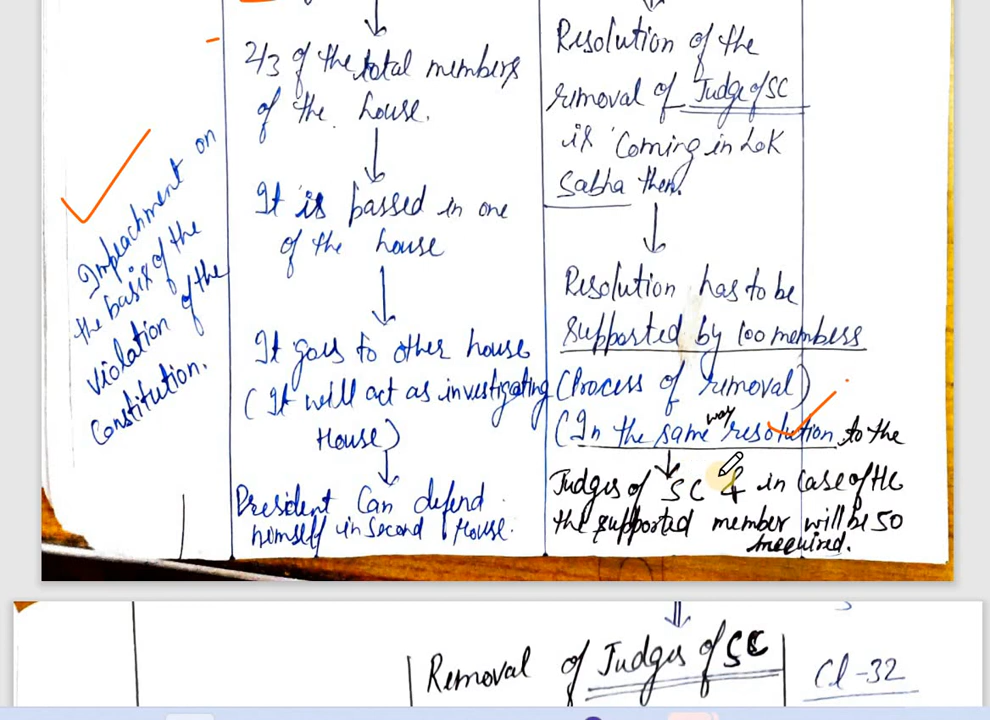 2/3 of the total members
of the house.
It is passed in one
of the house
It goes to other house
(It will act as investigating
House)
President Can defend
himself in Second House.
Impeachment on
the basis of the
violation of the
Constitution.
Resolution of the
removal of Judge of SC
is Coming in Lok
Sabha then.
Resolution has to be
supported by 100 members
(Process of removal)
(In the same way resolution to the
Judges of SC & in case of the
the supported member will be 50
required.
Removal of Judges of SC
Cl-32